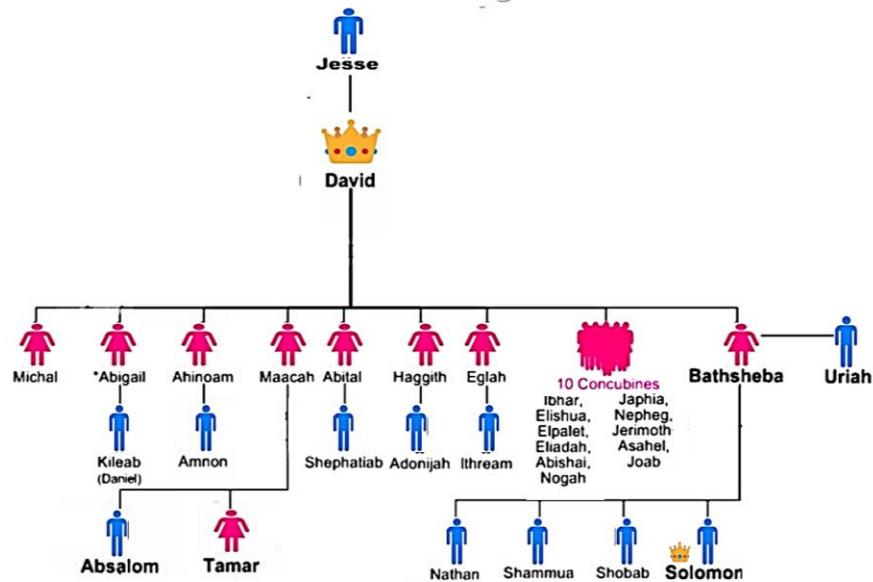 Jesse
David
Michal *Abigail Ahinoam Maacah Abital Haggith Eglah 10 Concubines Bathsheba Uriah
Ibhar, Japhia,
Elishua, Nepheg,
Elpalet, Jerimoth
Eliadah, Asahel,
Abishai, Joab
Nogah
Kileab Amnon Shephatiab Adonijah Ithream
(Daniel)
Absalom Tamar Nathan Shammua Shobab Solomon